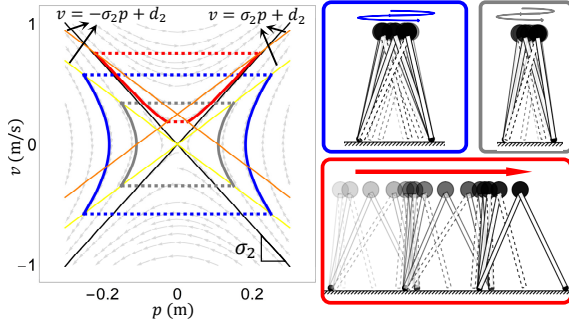 v = −σ₂p + d₂
v = σ₂p + d₂
1
0
−1
v (m/s)
σ₂
−0.2
0
0.2
p (m)